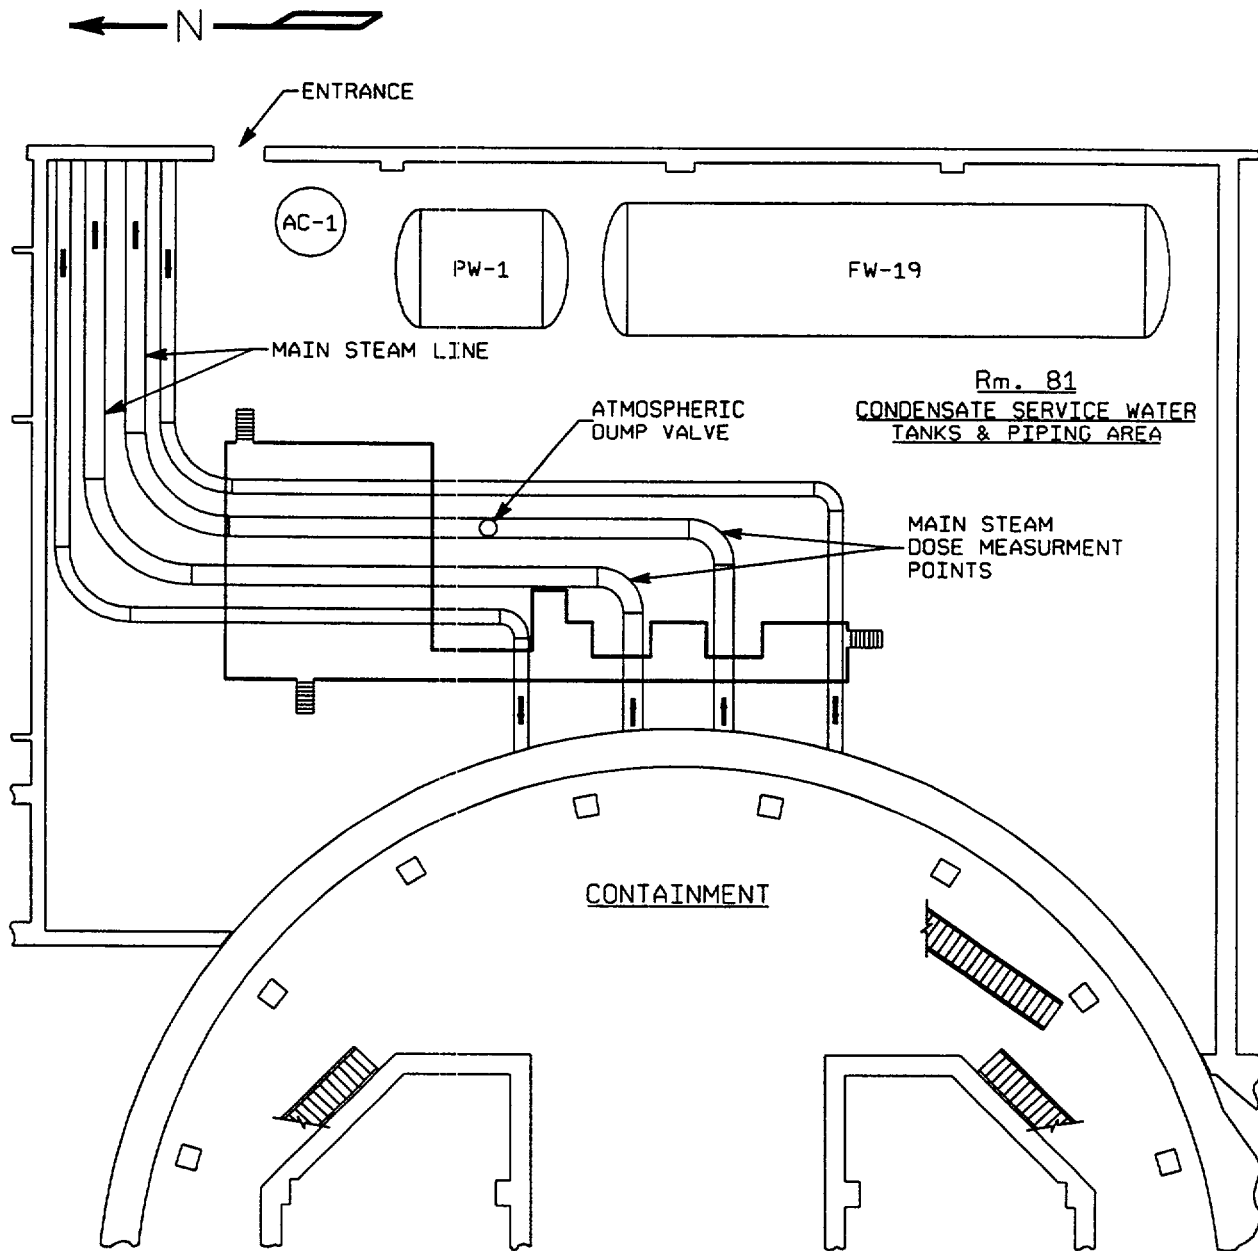 N
ENTRANCE
AC-1
PW-1
FW-19
MAIN STEAM LINE
Rm. 81
CONDENSATE SERVICE WATER
TANKS & PIPING AREA
ATMOSPHERIC
DUMP VALVE
MAIN STEAM
DOSE MEASURMENT
POINTS
CONTAINMENT